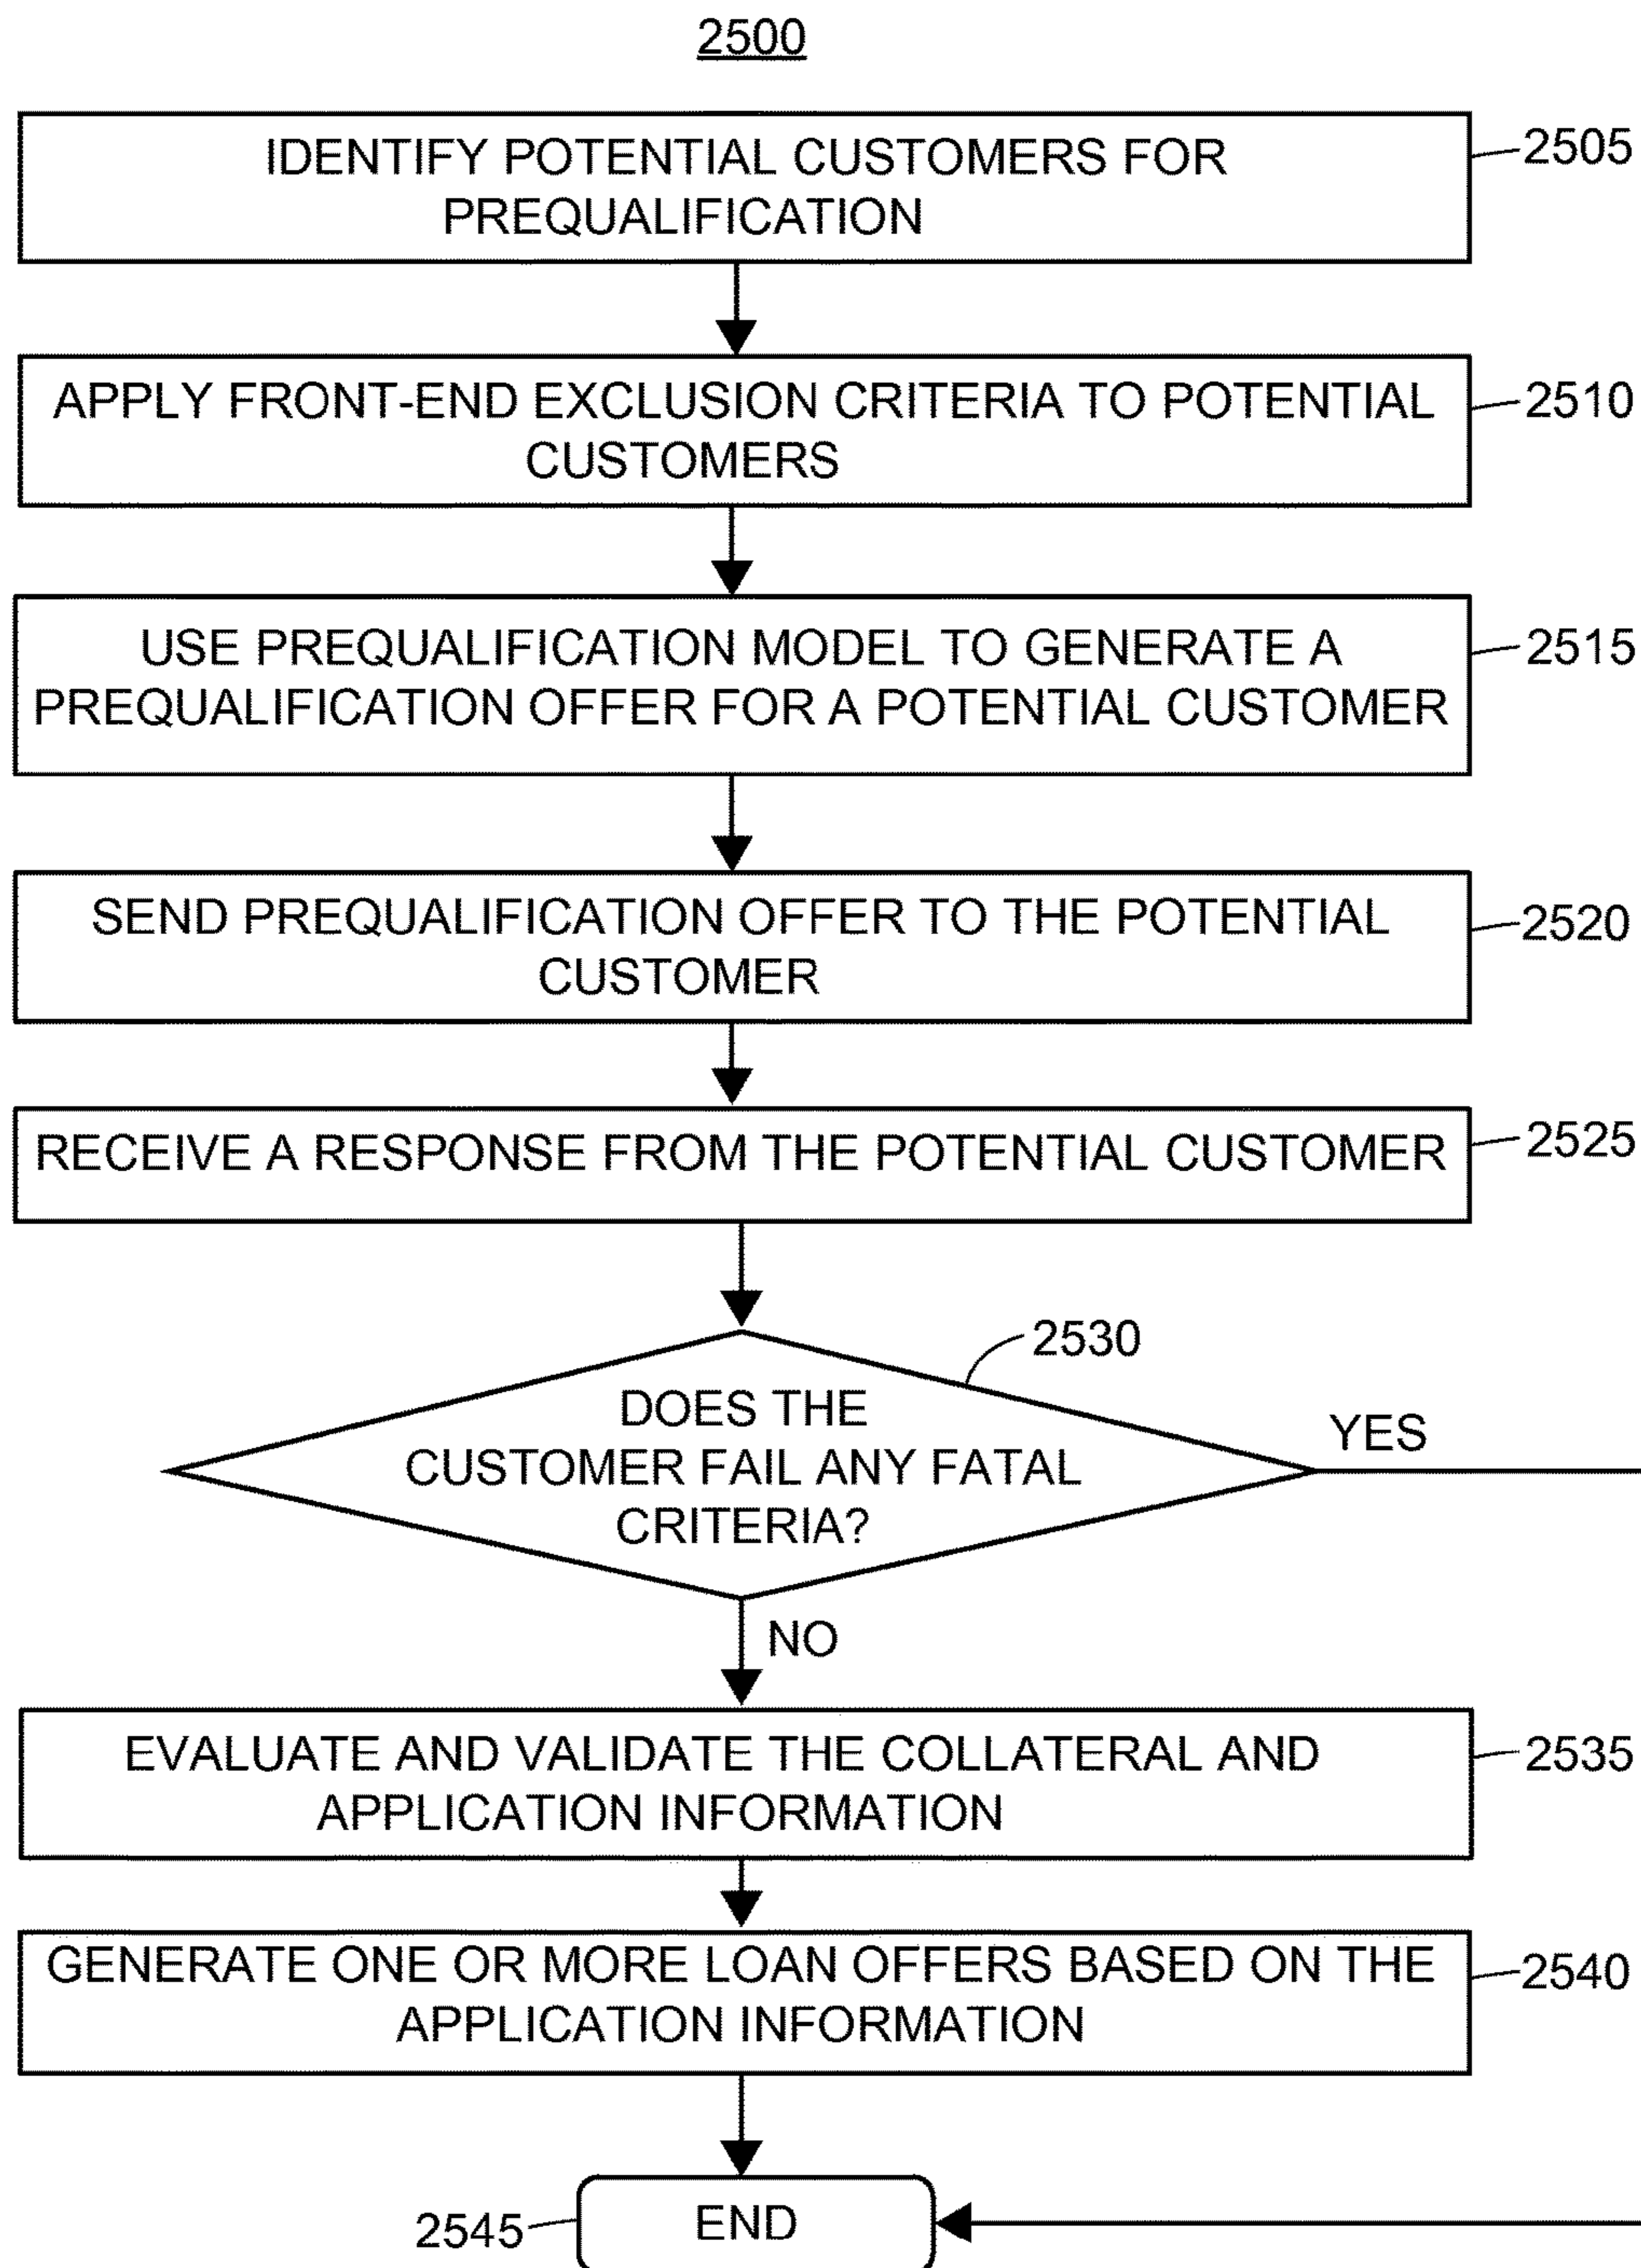 2500
IDENTIFY POTENTIAL CUSTOMERS FOR
PREQUALIFICATION
2505
APPLY FRONT-END EXCLUSION CRITERIA TO POTENTIAL
CUSTOMERS
2510
USE PREQUALIFICATION MODEL TO GENERATE A
PREQUALIFICATION OFFER FOR A POTENTIAL CUSTOMER
2515
SEND PREQUALIFICATION OFFER TO THE POTENTIAL
CUSTOMER
2520
RECEIVE A RESPONSE FROM THE POTENTIAL CUSTOMER
2525
2530
DOES THE
CUSTOMER FAIL ANY FATAL
CRITERIA?
YES
NO
EVALUATE AND VALIDATE THE COLLATERAL AND
APPLICATION INFORMATION
2535
GENERATE ONE OR MORE LOAN OFFERS BASED ON THE
APPLICATION INFORMATION
2540
2545
END